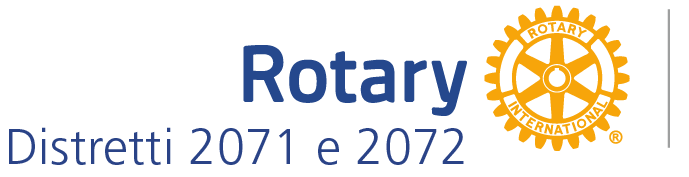 Rotary
Distretti 2071 e 2072
ROTARY
INTERNATIONAL
®